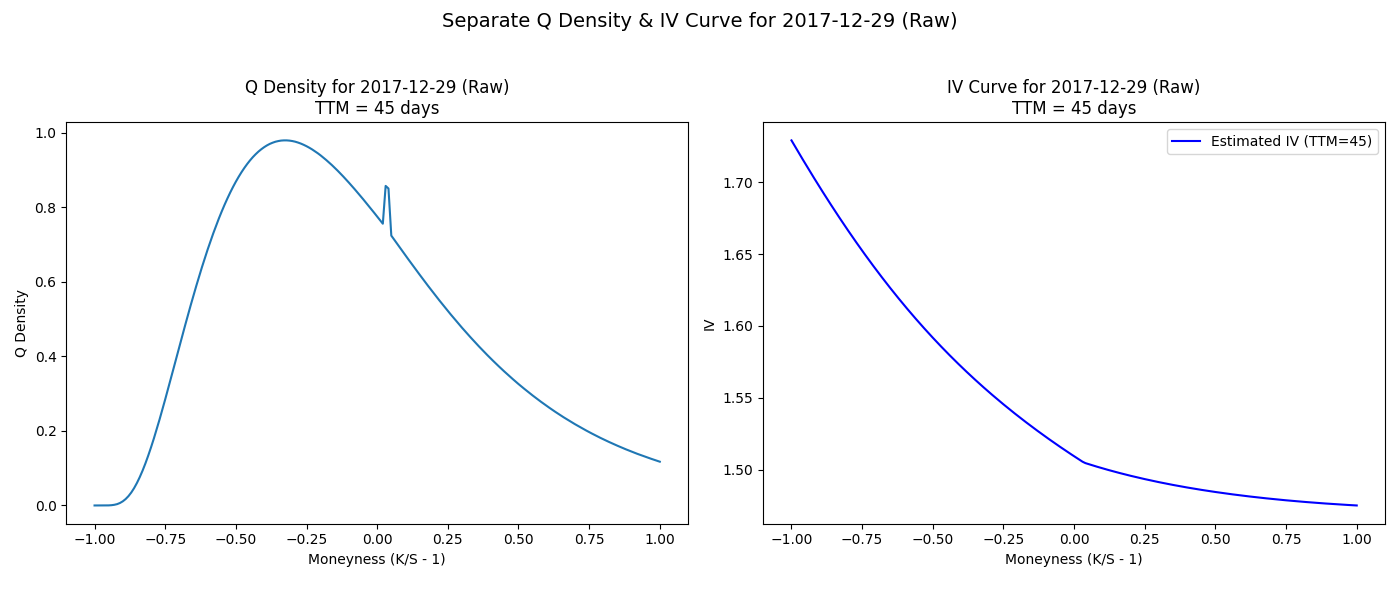 Separate Q Density & IV Curve for 2017-12-29 (Raw)
Q Density for 2017-12-29 (Raw)
TTM = 45 days
1.0
0.8
0.6
0.4
0.2
0.0
Q Density
−1.00 −0.75 −0.50 −0.25 0.00 0.25 0.50 0.75 1.00
Moneyness (K/S - 1)
IV Curve for 2017-12-29 (Raw)
TTM = 45 days
Estimated IV (TTM=45)
1.70
1.65
1.60
1.55
1.50
IV
−1.00 −0.75 −0.50 −0.25 0.00 0.25 0.50 0.75 1.00
Moneyness (K/S - 1)